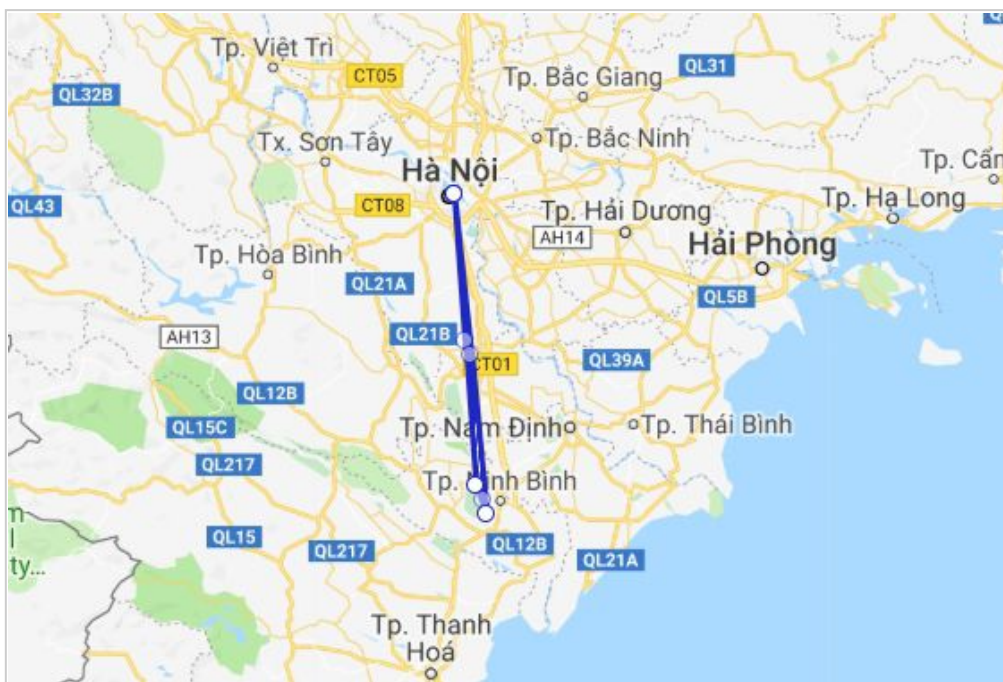 Tp. Việt Trì
CT05
Tp. Bắc Giang
QL31
QL32B
Tx. Sơn Tây
Tp. Bắc Ninh
Hà Nội
Tp. Cẩm
QL43
CT08
Tp. Hải Dương
Tp. Hạ Long
AH14
Hải Phòng
Tp. Hòa Bình
QL21A
QL5B
AH13
QL21B
CT01
QL39A
QL12B
QL15C
Tp. Nam Định
Tp. Thái Bình
QL217
Tp. Ninh Bình
QL15
QL217
QL12B
QL21A
ty...
Tp. Thanh
Hoá